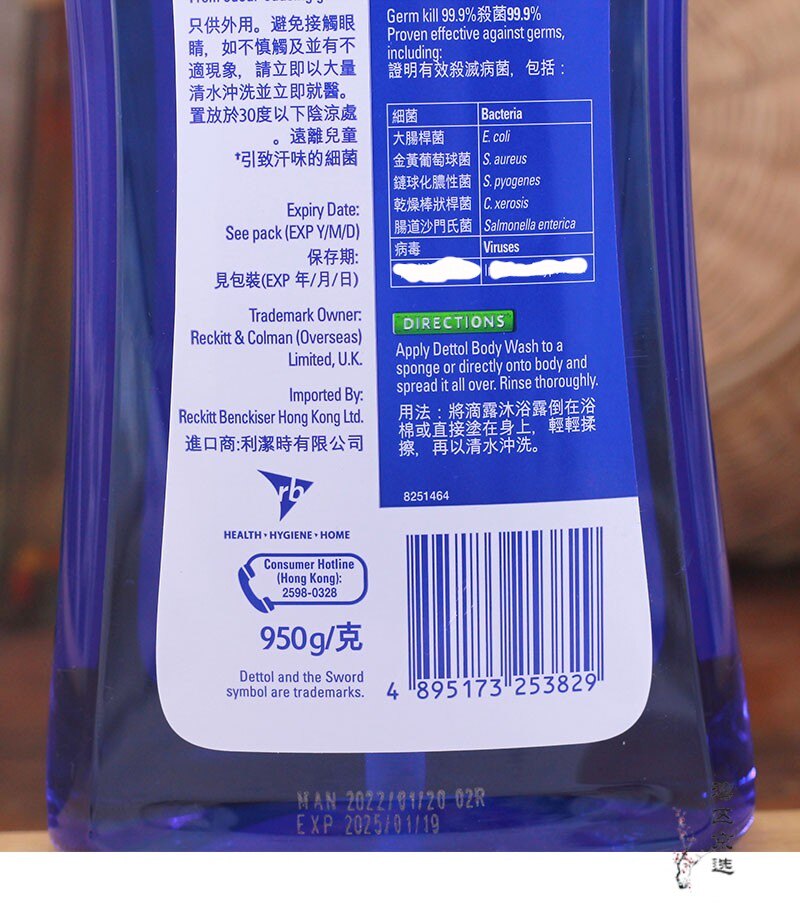 只供外用。避免接觸眼
睛，如不慎觸及並有不
適現象，請立即以大量
清水沖洗並立即就醫。
置放於30度以下陰涼處
。遠離兒童
†引致汗味的細菌
Expiry Date:
See pack (EXP Y/M/D)
保存期:
見包裝(EXP 年/月/日)
Trademark Owner:
Reckitt & Colman (Overseas)
Limited, U.K.
Imported By:
Reckitt Benckiser Hong Kong Ltd.
進口商:利潔時有限公司
rb
HEALTH • HYGIENE • HOME
Consumer Hotline
(Hong Kong):
2598-0328
950g/克
Dettol and the Sword
symbol are trademarks.
Germ kill 99.9%殺菌99.9%
Proven effective against germs,
including:
證明有效殺滅病菌，包括：
細菌 Bacteria
大腸桿菌 E. coli
金黃葡萄球菌 S. aureus
鏈球化膿性菌 S. pyogenes
乾燥棒狀桿菌 C. xerosis
腸道沙門氏菌 Salmonella enterica
病毒 Viruses
DIRECTIONS
Apply Dettol Body Wash to a
sponge or directly onto body and
spread it all over. Rinse thoroughly.
用法：將滴露沐浴露倒在浴
棉或直接塗在身上，輕輕揉
擦，再以清水沖洗。
8251464
4 895173 253829
MAN 2022/01/20 02R
EXP 2025/01/19